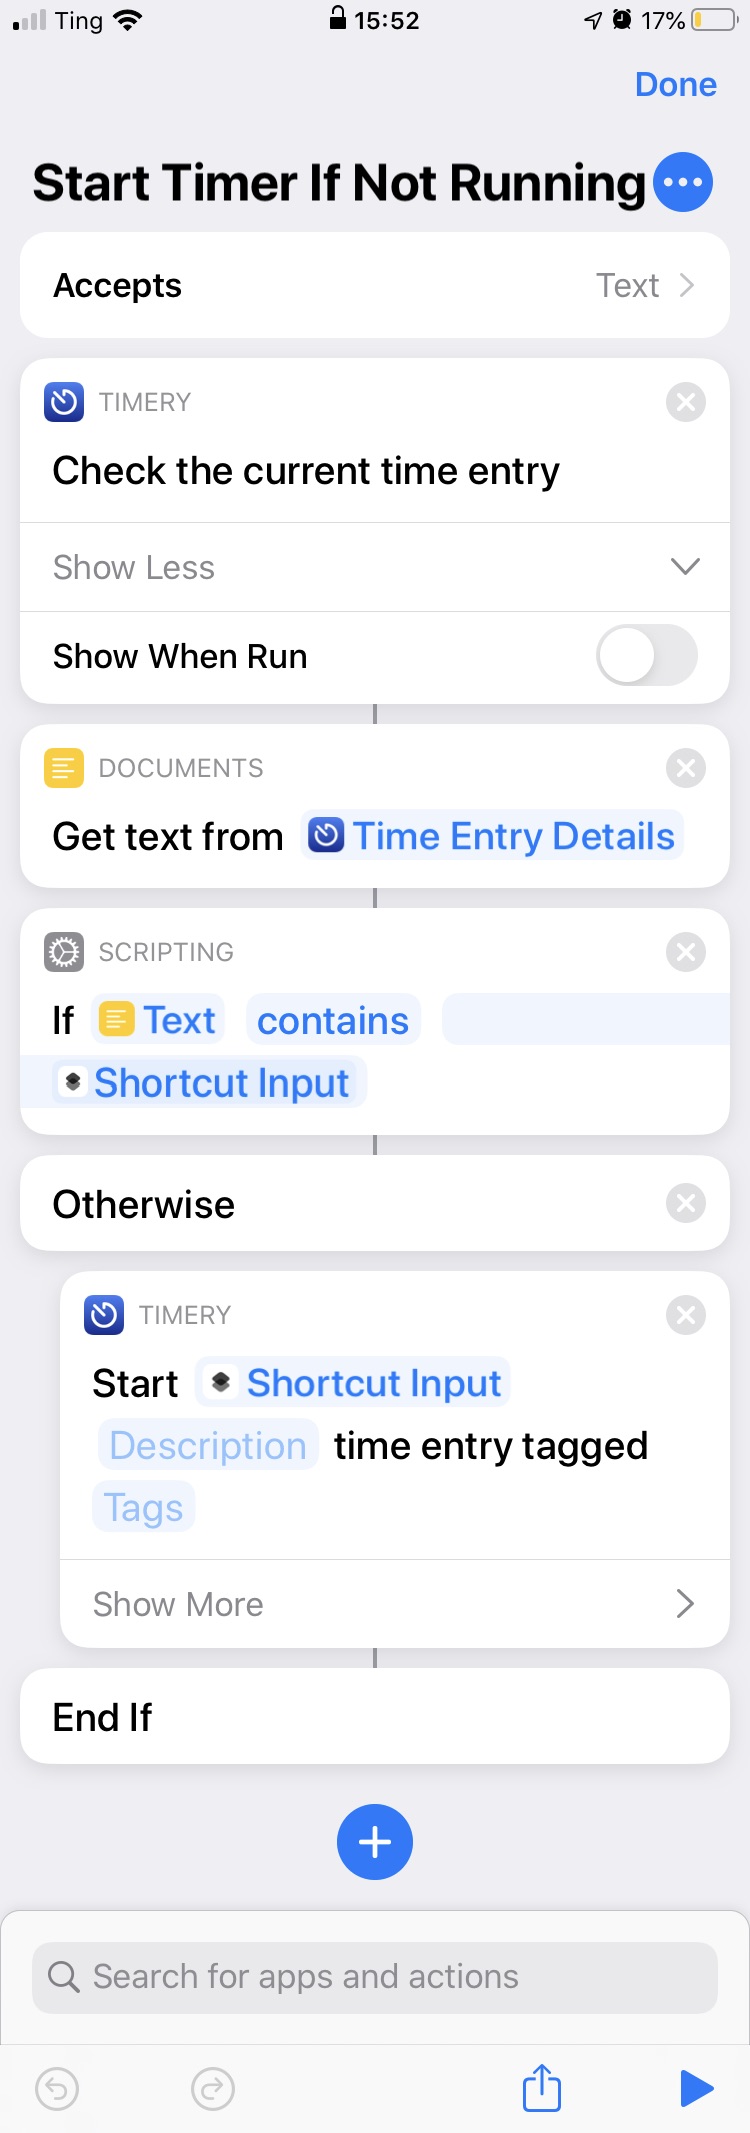 Ting 15:52 17%
Done
Start Timer If Not Running
Accepts Text
TIMERY
Check the current time entry
Show Less
Show When Run
DOCUMENTS
Get text from Time Entry Details
SCRIPTING
If Text contains
Shortcut Input
Otherwise
TIMERY
Start Shortcut Input
Description time entry tagged
Tags
Show More
End If
Search for apps and actions